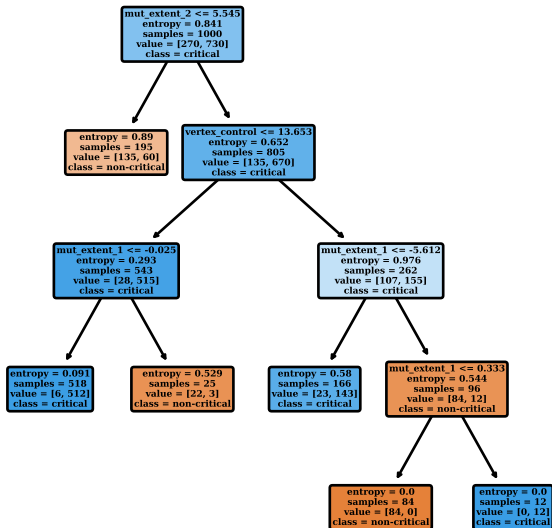 mut_extent_2 <= 5.545
entropy = 0.841
samples = 1000
value = [270, 730]
class = critical
entropy = 0.89
samples = 195
value = [135, 60]
class = non-critical
vertex_control <= 13.653
entropy = 0.652
samples = 805
value = [135, 670]
class = critical
mut_extent_1 <= -0.025
entropy = 0.293
samples = 543
value = [28, 515]
class = critical
mut_extent_1 <= -5.612
entropy = 0.976
samples = 262
value = [107, 155]
class = critical
entropy = 0.091
samples = 518
value = [6, 512]
class = critical
entropy = 0.529
samples = 25
value = [22, 3]
class = non-critical
entropy = 0.58
samples = 166
value = [23, 143]
class = critical
mut_extent_1 <= 0.333
entropy = 0.544
samples = 96
value = [84, 12]
class = non-critical
entropy = 0.0
samples = 84
value = [84, 0]
class = non-critical
entropy = 0.0
samples = 12
value = [0, 12]
class = critical